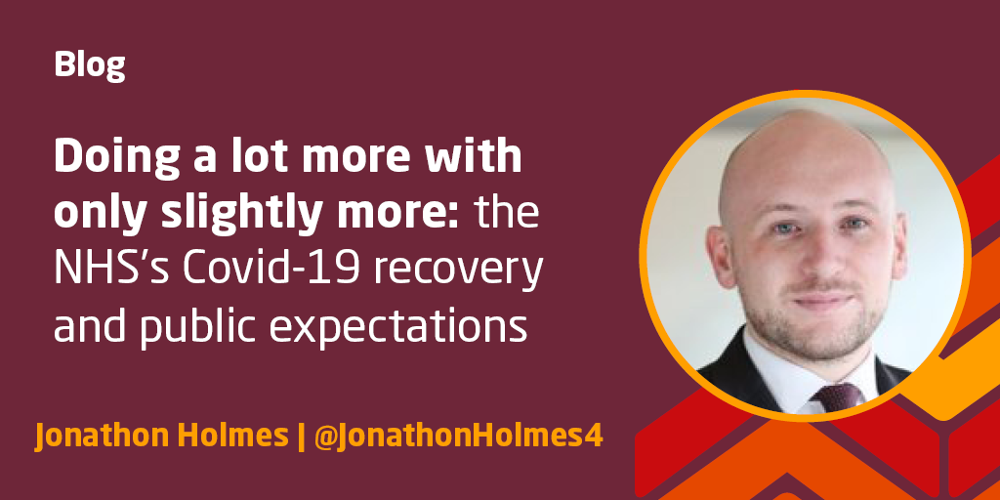 Blog
Doing a lot more with
only slightly more: the
NHS’s Covid-19 recovery
and public expectations
Jonathon Holmes | @JonathonHolmes4